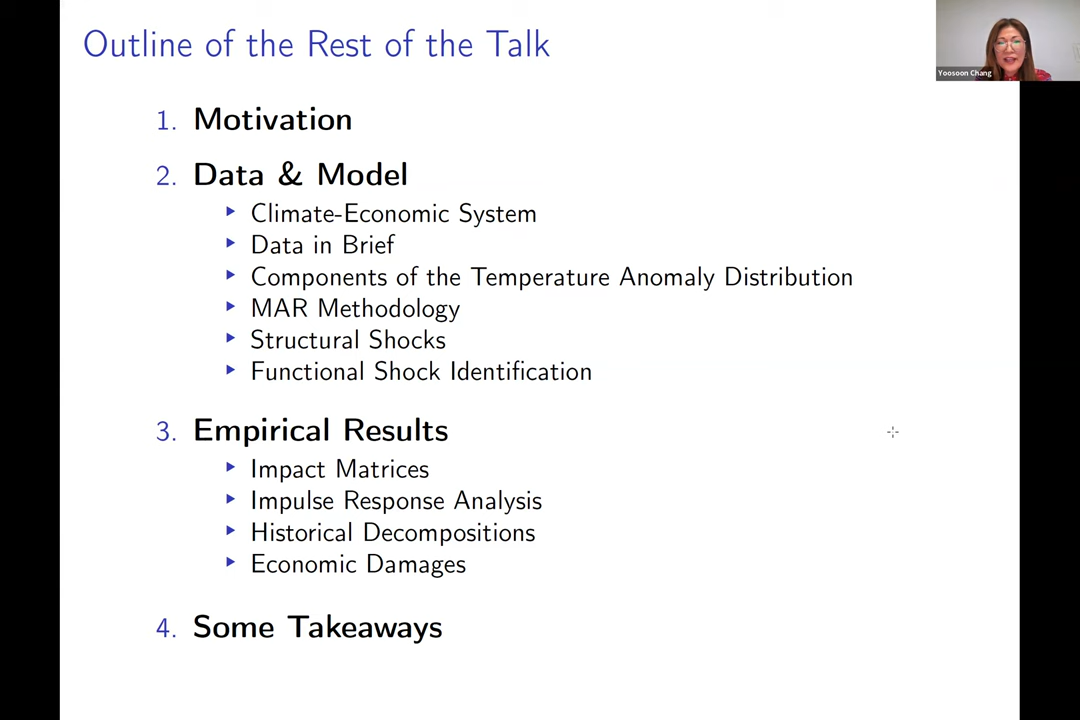 Outline of the Rest of the Talk
Yoosoon Chang
1. Motivation
2. Data & Model
Climate-Economic System
Data in Brief
Components of the Temperature Anomaly Distribution
MAR Methodology
Structural Shocks
Functional Shock Identification
3. Empirical Results
Impact Matrices
Impulse Response Analysis
Historical Decompositions
Economic Damages
4. Some Takeaways